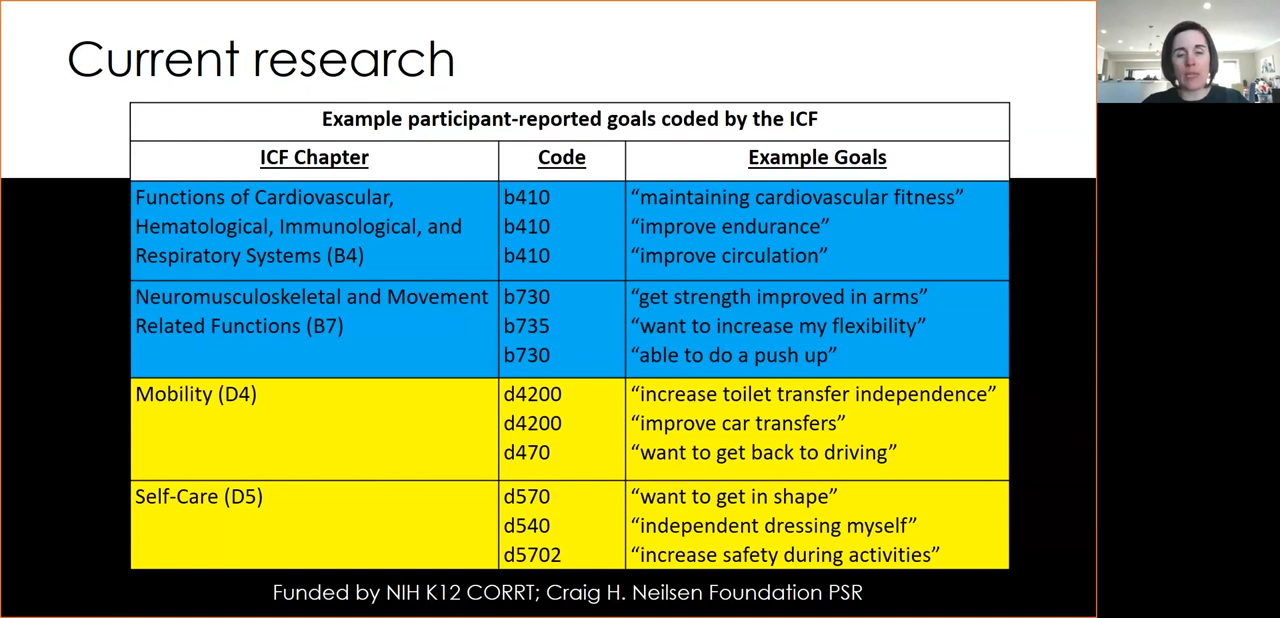 Current research
Example participant-reported goals coded by the ICF
ICF Chapter Code Example Goals
Functions of Cardiovascular, b410 “maintaining cardiovascular fitness”
Hematological, Immunological, and b410 “improve endurance”
Respiratory Systems (B4) b410 “improve circulation”
Neuromusculoskeletal and Movement b730 “get strength improved in arms”
Related Functions (B7) b735 “want to increase my flexibility”
b730 “able to do a push up”
Mobility (D4) d4200 “increase toilet transfer independence”
d4200 “improve car transfers”
d470 “want to get back to driving”
Self-Care (D5) d570 “want to get in shape”
d540 “independent dressing myself”
d5702 “increase safety during activities”
Funded by NIH K12 CORRT; Craig H. Neilsen Foundation PSR